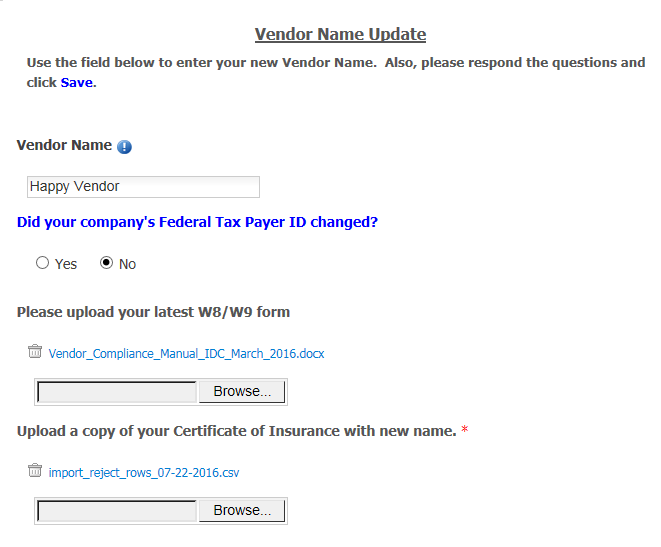 Vendor Name Update
Use the field below to enter your new Vendor Name.  Also, please respond the questions and
click Save.
Vendor Name
Happy Vendor
Did your company's Federal Tax Payer ID changed?
Yes No
Please upload your latest W8/W9 form
Vendor_Compliance_Manual_IDC_March_2016.docx
Browse...
Upload a copy of your Certificate of Insurance with new name. *
import_reject_rows_07-22-2016.csv
Browse...